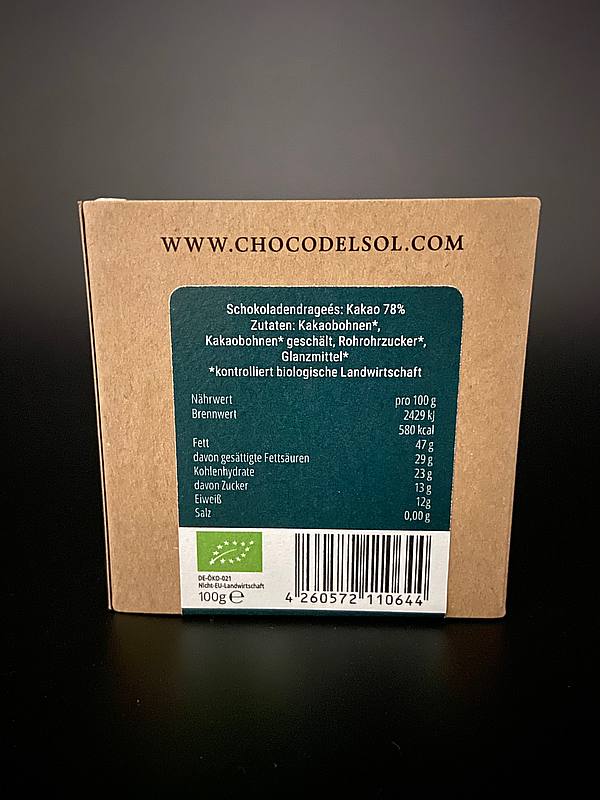 WWW.CHOCODELSOL.COM
Schokoladendrageés: Kakao 78%
Zutaten: Kakaobohnen*,
Kakaobohnen* geschält, Rohrohrzucker*,
Glanzmittel*
*kontrolliert biologische Landwirtschaft
Nährwert pro 100 g
Brennwert 2429 kj
580 kcal
Fett 47 g
davon gesättigte Fettsäuren 29 g
Kohlenhydrate 23 g
davon Zucker 13 g
Eiweiß 12g
Salz 0,00 g
DE-ÖKO-021
Nicht-EU-Landwirtschaft
100g ℮
4 260572 110644